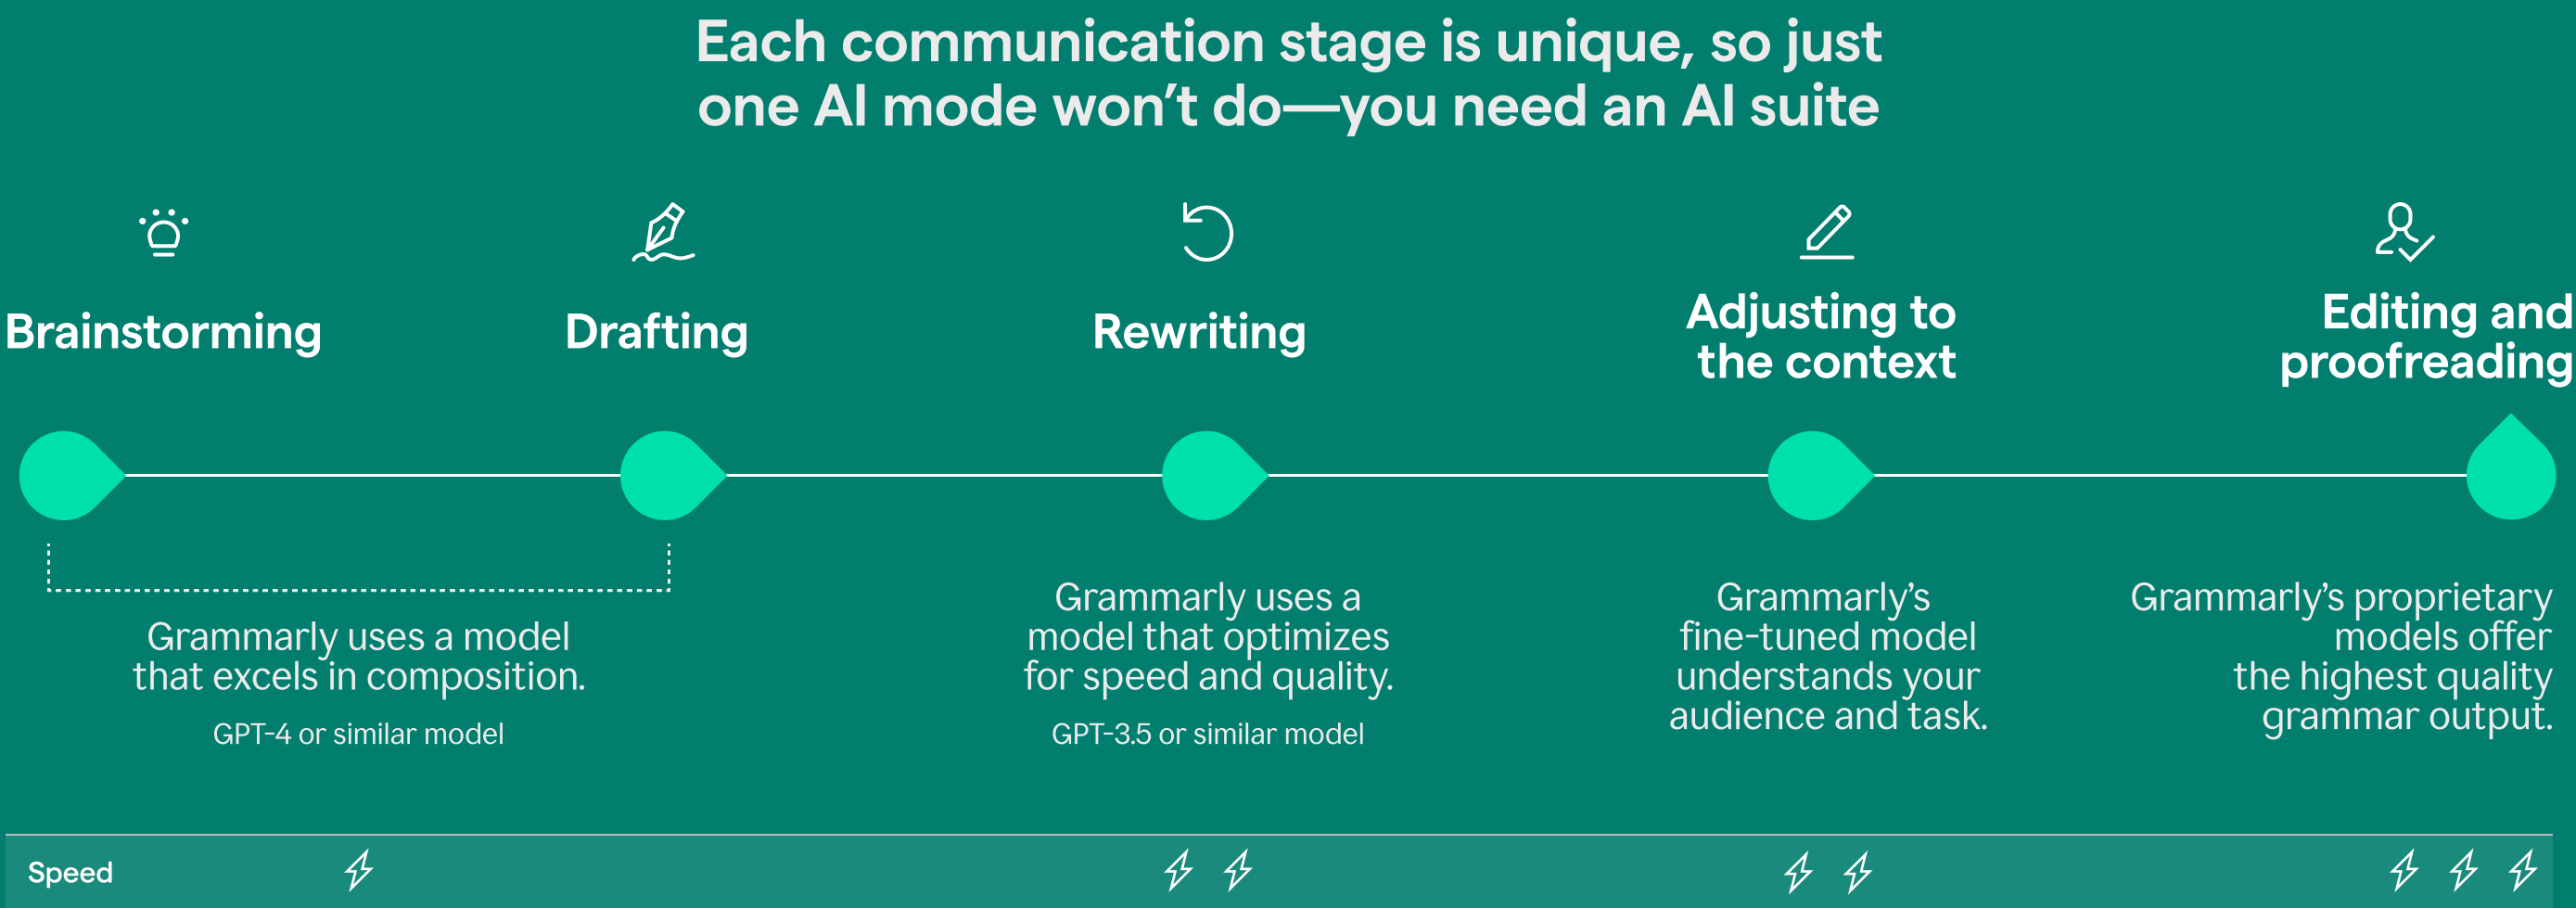 Each communication stage is unique, so just
one AI mode won’t do—you need an AI suite
Brainstorming
Drafting
Rewriting
Adjusting to
the context
Editing and
proofreading
Grammarly uses a model
that excels in composition.
GPT-4 or similar model
Grammarly uses a
model that optimizes
for speed and quality.
GPT-3.5 or similar model
Grammarly’s
fine-tuned model
understands your
audience and task.
Grammarly’s proprietary
models offer
the highest quality
grammar output.
Speed